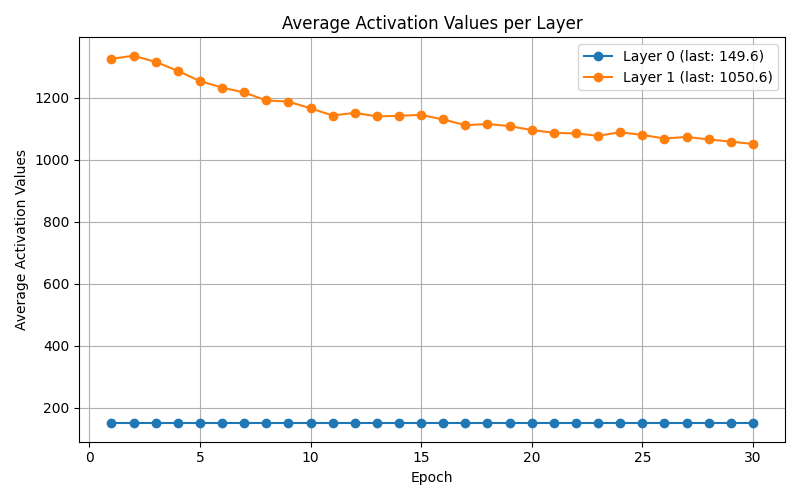 Average Activation Values per Layer
Layer 0 (last: 149.6)
Layer 1 (last: 1050.6)
Average Activation Values
1200
1000
800
600
400
200
0 5 10 15 20 25 30
Epoch